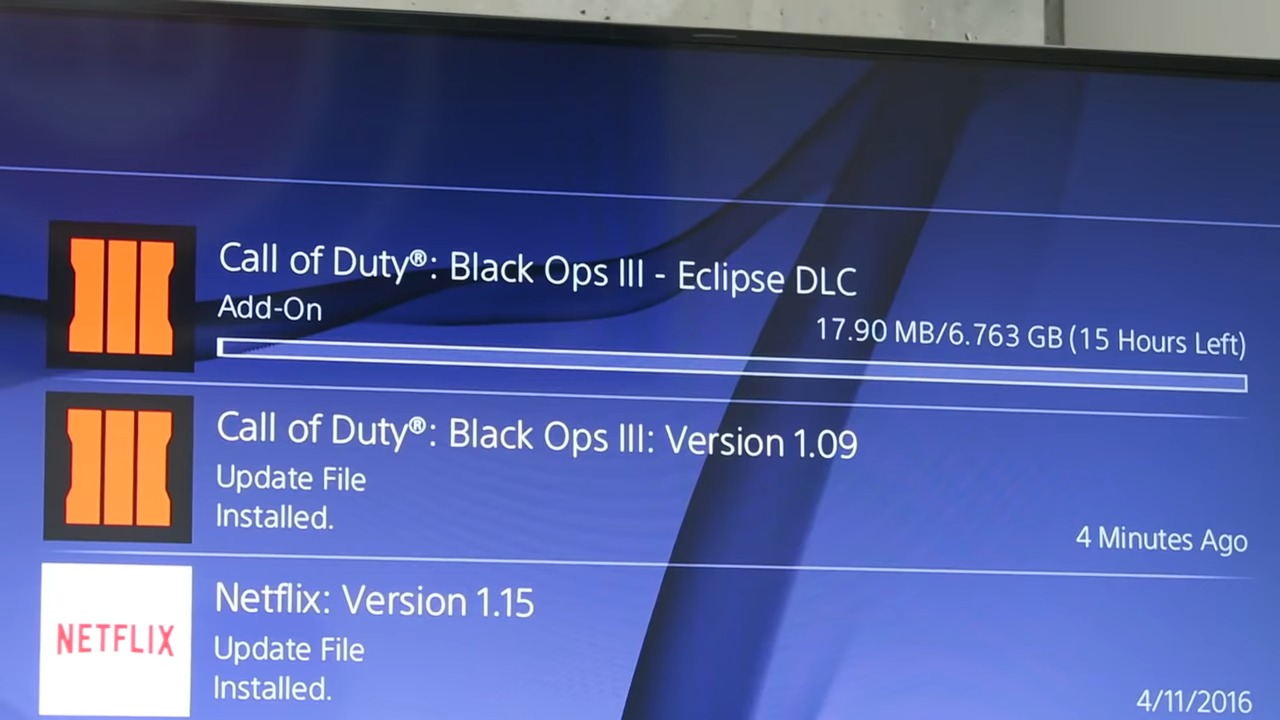 Call of Duty®: Black Ops III - Eclipse DLC
Add-On
17.90 MB/6.763 GB (15 Hours Left)
Call of Duty®: Black Ops III: Version 1.09
Update File
Installed.
4 Minutes Ago
NETFLIX
Netflix: Version 1.15
Update File
Installed.
4/11/2016